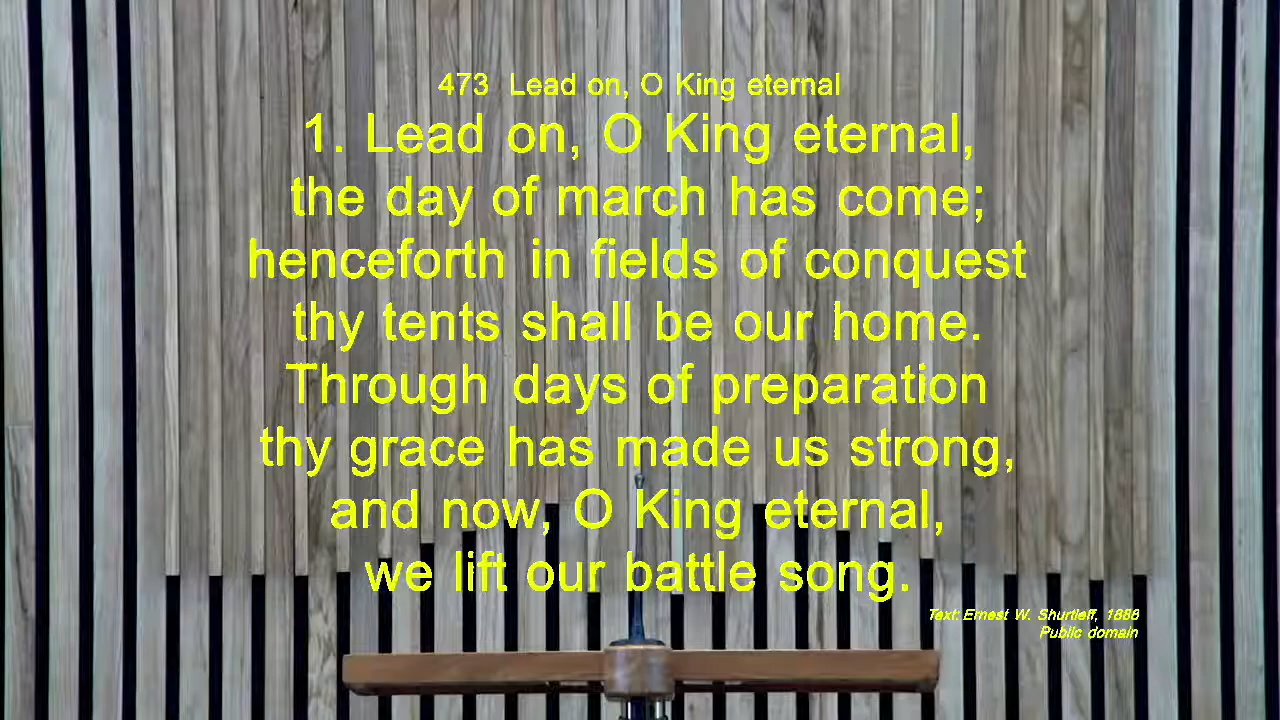 473 Lead on, O King eternal
1. Lead on, O King eternal,
the day of march has come;
henceforth in fields of conquest
thy tents shall be our home.
Through days of preparation
thy grace has made us strong,
and now, O King eternal,
we lift our battle song.
Text: Ernest W. Shurtleff, 1888
Public domain